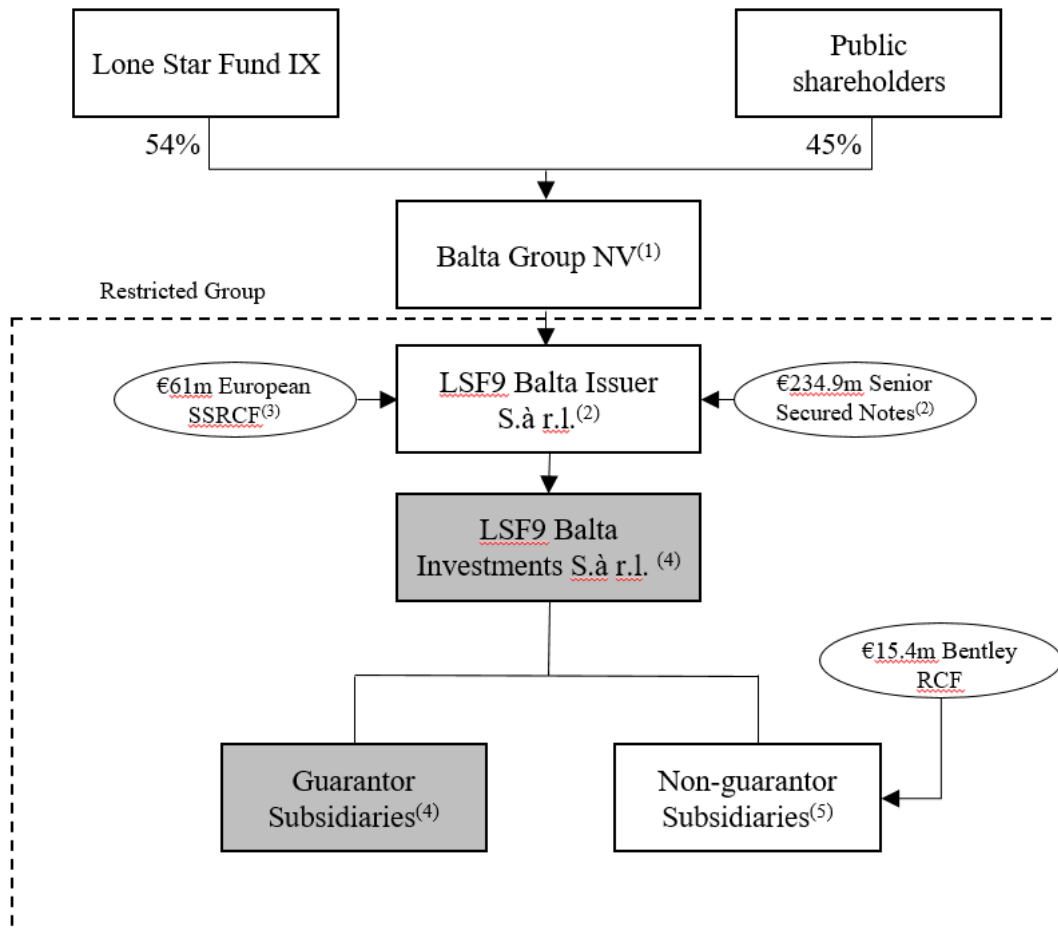 Lone Star Fund IX
Public
shareholders
54%
45%
Balta Group NV(1)
Restricted Group
€61m European
SSRCF(3)
LSF9 Balta Issuer
S.à r.l.(2)
€234.9m Senior
Secured Notes(2)
LSF9 Balta
Investments S.à r.l. (4)
€15.4m Bentley
RCF
Guarantor
Subsidiaries(4)
Non-guarantor
Subsidiaries(5)